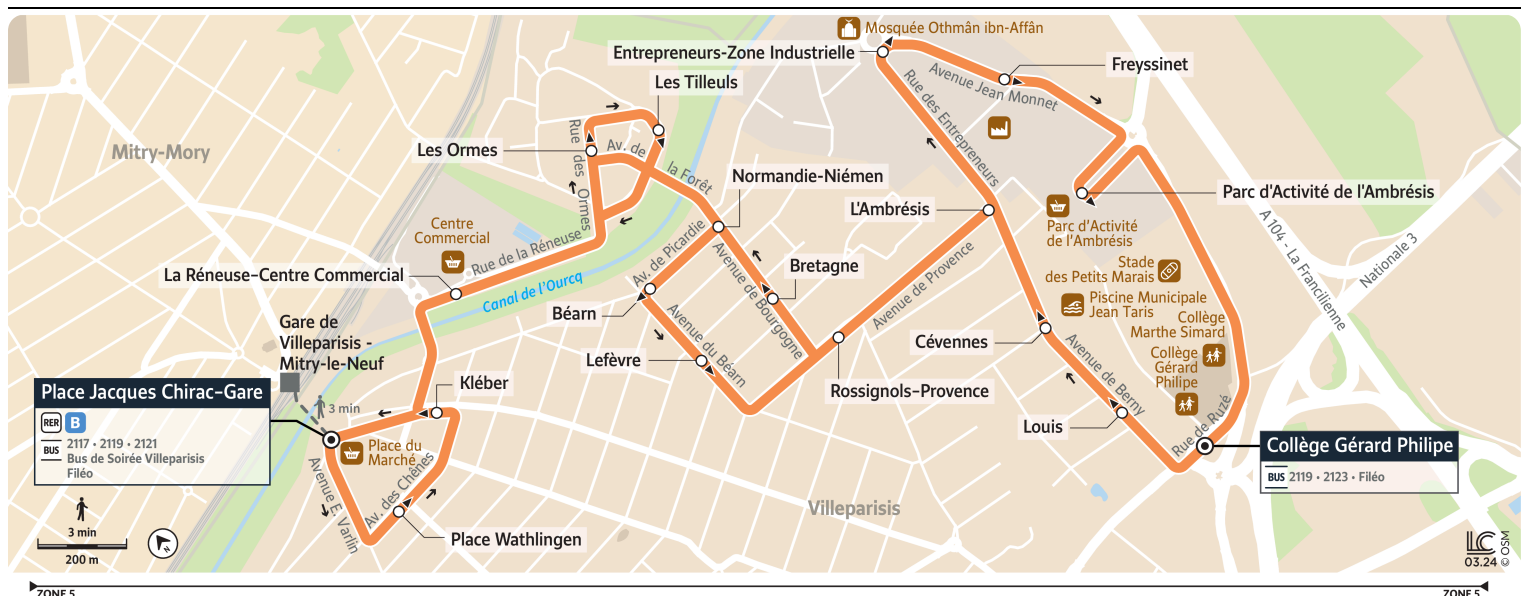 Mosquée Othmân ibn-Affân
Entrepreneurs-Zone Industrielle
Freyssinet
Les Tilleuls
Avenue Jean Monnet
Rue des Entrepreneurs
Rue des Ormes
Av. de la Forêt
Les Ormes
Mitry-Mory
Normandie-Niémen
Parc d'Activité de l'Ambrésis
L'Ambrésis
Parc d'Activité
de l'Ambrésis
A 104 - La Francilienne
Nationale 3
Centre
Commercial
Rue de la Réneuse
Av. de Picardie
Avenue de Bourgogne
Bretagne
Avenue de Provence
Stade
des Petits Marais
La Réneuse-Centre Commercial
Canal de l'Ourcq
Piscine Municipale
Jean Taris
Collège
Marthe Simard
Béarn
Avenue du Béarn
Gare de
Villeparisis -
Mitry-le-Neuf
Cévennes
Avenue de Berny
Collège
Gérard
Philipe
Lefèvre
Rossignols-Provence
Kléber
3 min
Place Jacques Chirac-Gare
RER B
BUS
2117 • 2119 • 2121
Bus de Soirée Villeparisis
Filéo
Place du
Marché
Louis
Rue de Ruzé
Collège Gérard Philipe
BUS 2119 • 2123 • Filéo
Avenue E. Varlin
Av. des Chênes
Place Wathlingen
Villeparisis
3 min
200 m
N
LC
03.24
© OSM
ZONE 5
ZONE 5